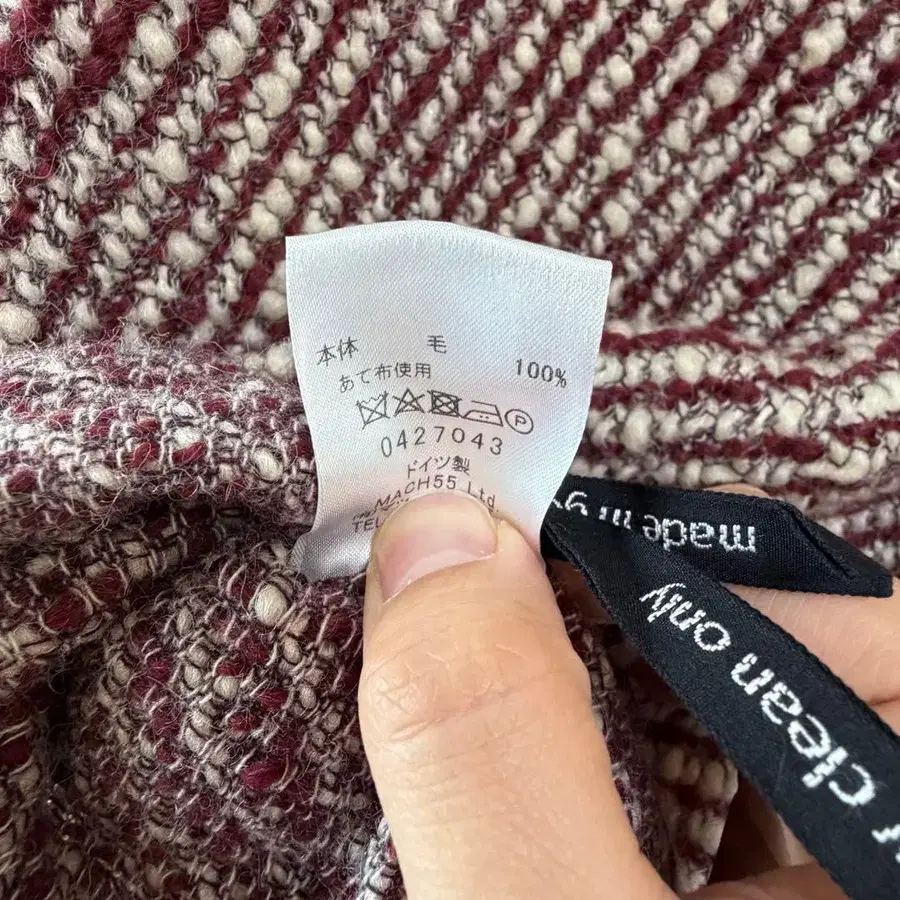 本体 毛 100%
あて布使用
P
0427043
ドイツ製
MACH55 Ltd.
TEL
made in
clean only